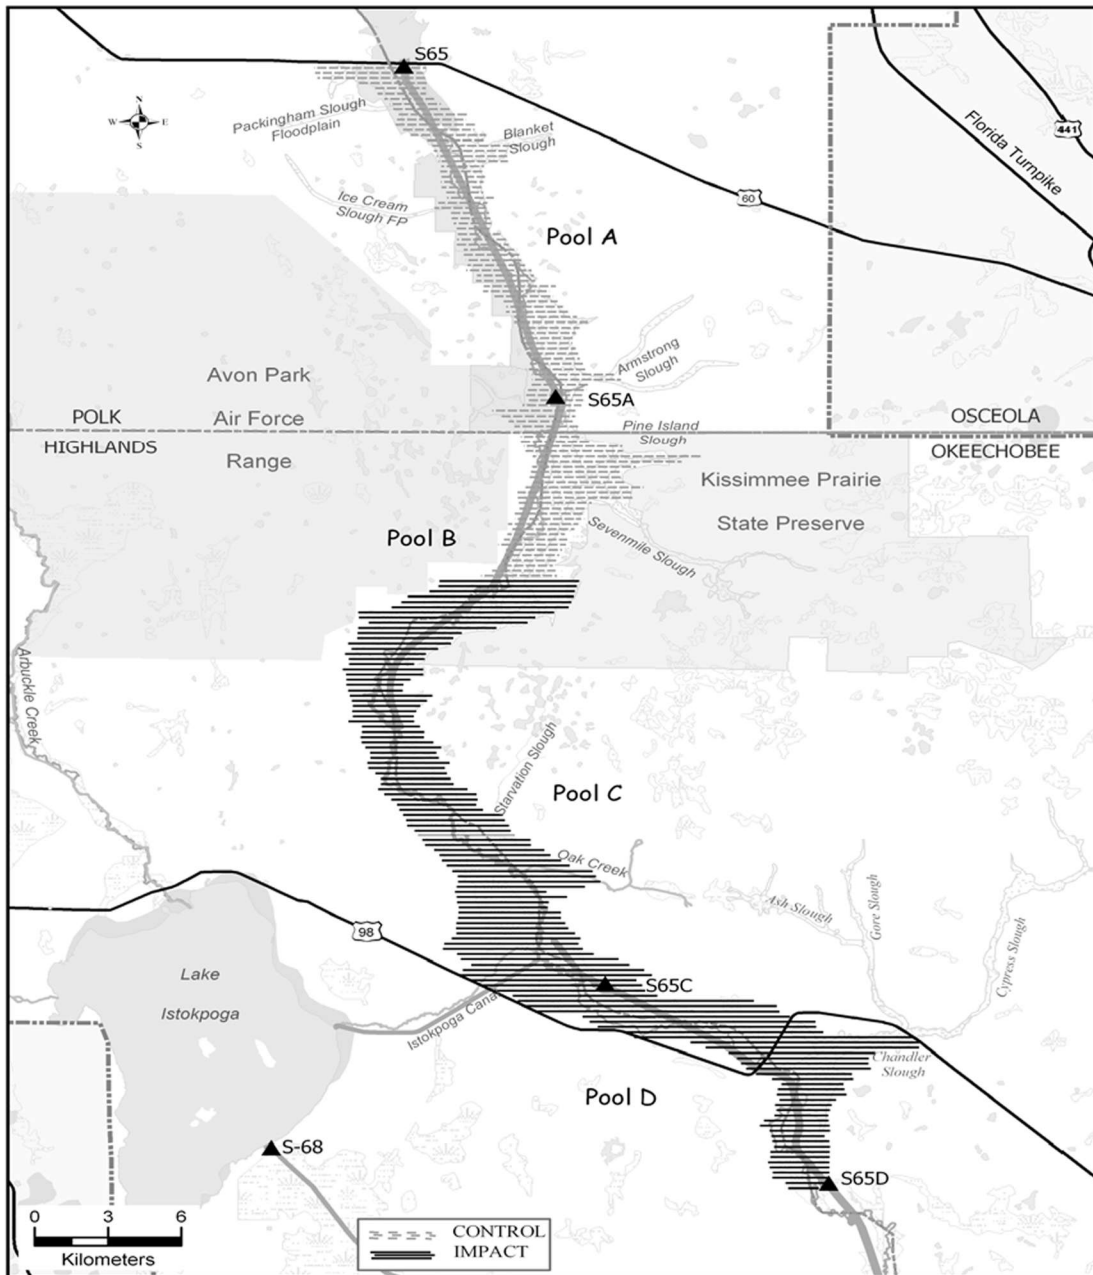 S65
N
W E
S
Packingham Slough
Floodplain
Blanket
Slough
441
Florida Turnpike
60
Ice Cream
Slough FP
Pool A
Armstrong
Slough
Avon Park
Air Force
Range
S65A
POLK
HIGHLANDS
Pine Island
Slough
OSCEOLA
OKEECHOBEE
Kissimmee Prairie
State Preserve
Pool B
Sevenmile Slough
Arbuckle Creek
Starvation Slough
Pool C
Oak Creek
Ash Slough
Gore Slough
Cypress Slough
98
Lake
Istokpoga
S65C
Istokpoga Canal
Chandler
Slough
Pool D
S-68
S65D
0 3 6
Kilometers
CONTROL
IMPACT